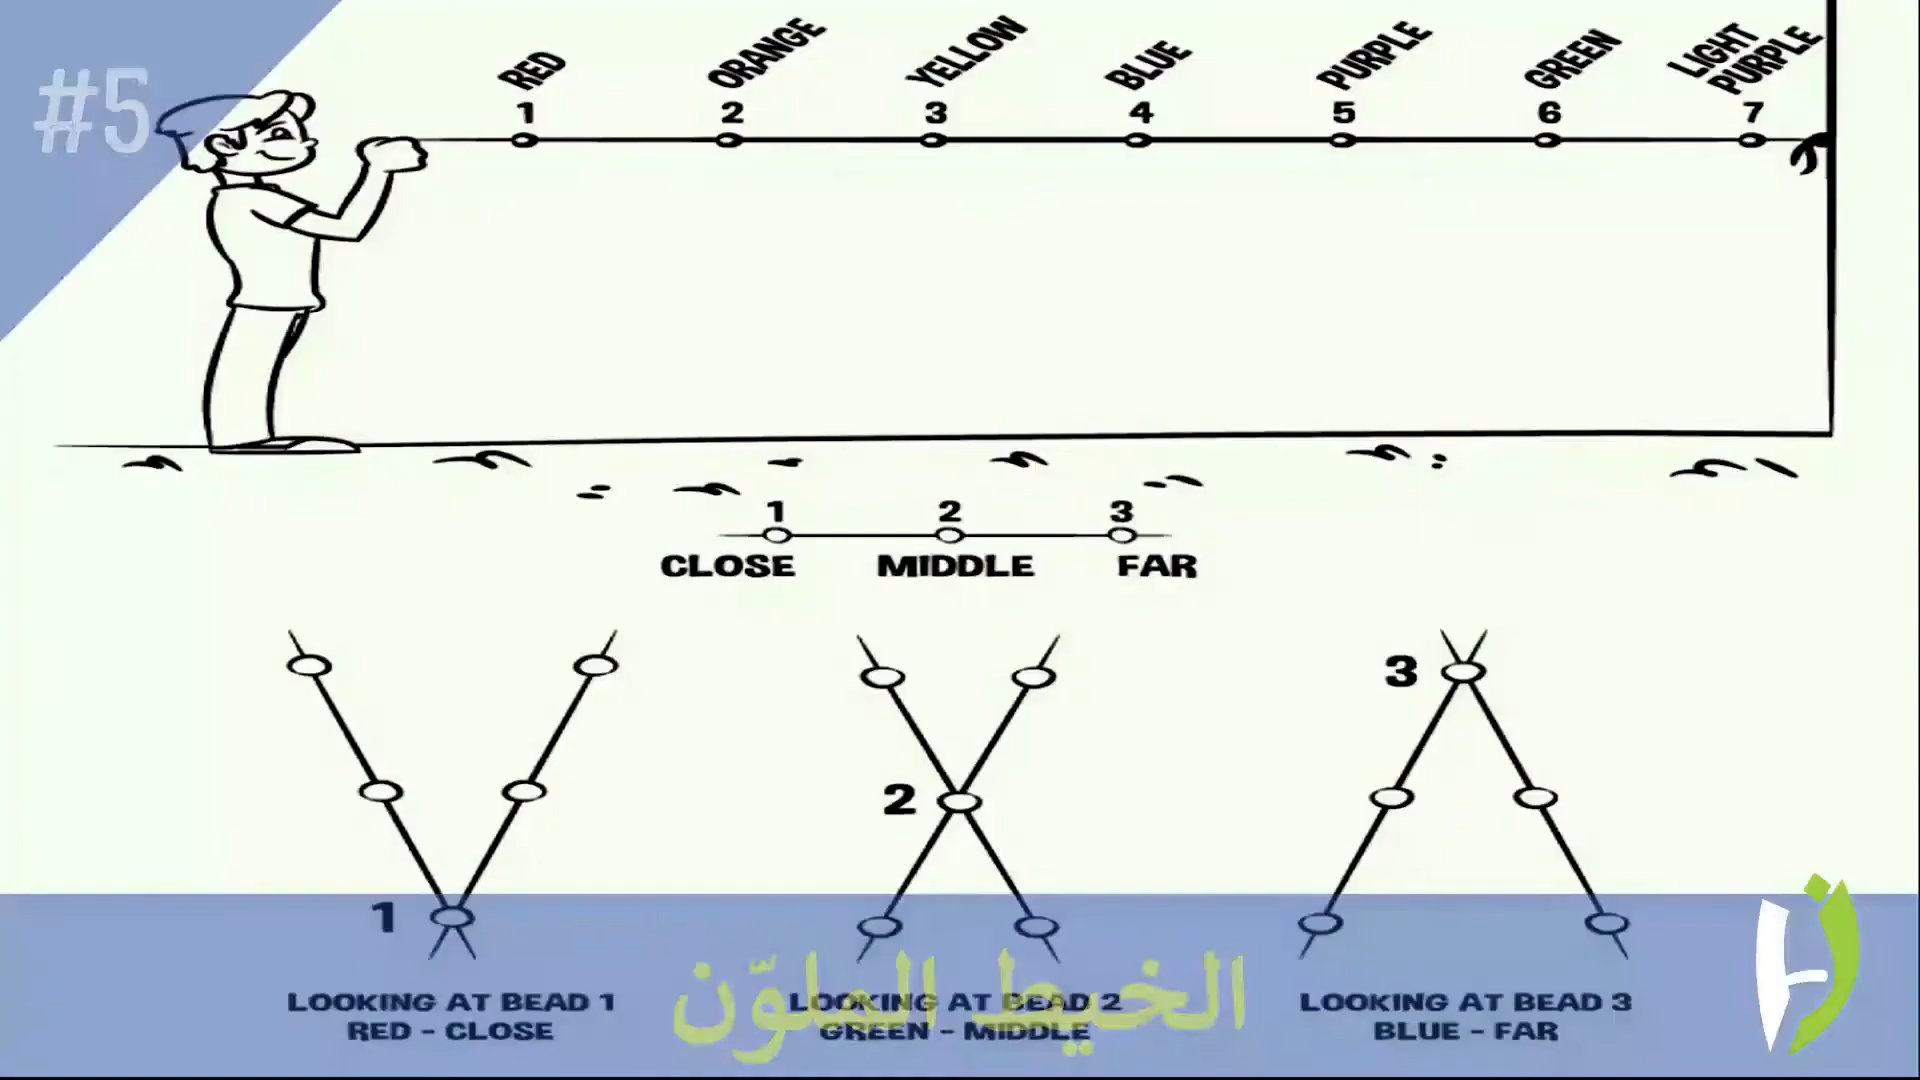 #5
RED
ORANGE
YELLOW
BLUE
PURPLE
GREEN
LIGHT
PURPLE
1
2
3
4
5
6
7
1
2
3
CLOSE
MIDDLE
FAR
1
2
3
LOOKING AT BEAD 1
RED - CLOSE
LOOKING AT BEAD 2
GREEN - MIDDLE
LOOKING AT BEAD 3
BLUE - FAR
الخيط الملوّن